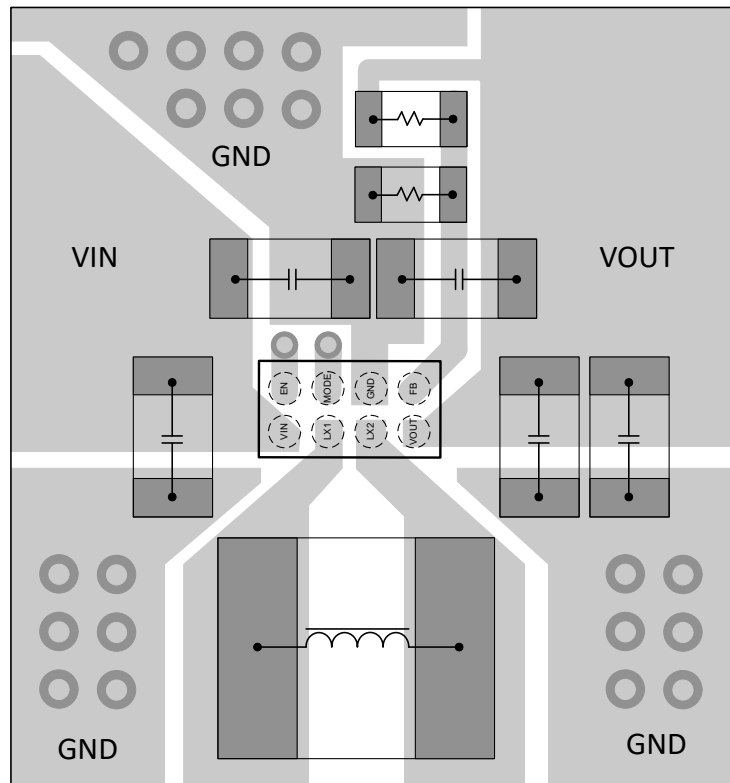 GND
VIN
VOUT
EN
MODE
GND
FB
VIN
LX1
LX2
VOUT
GND
GND